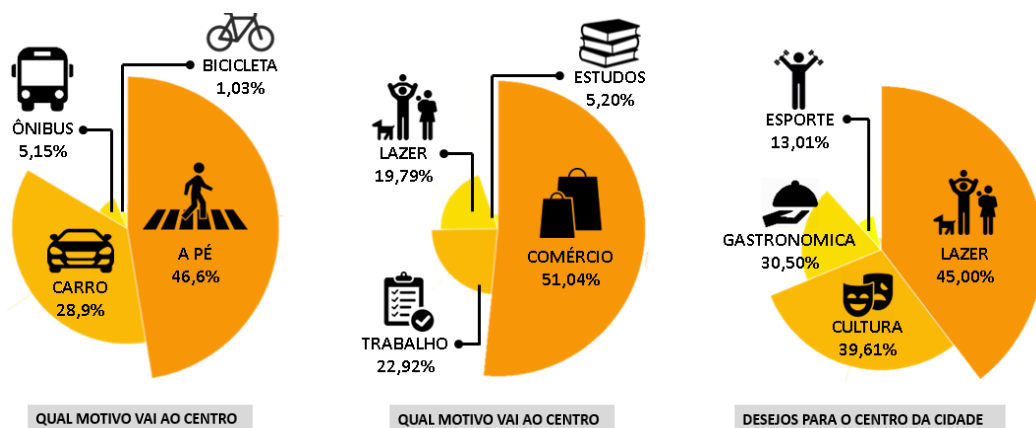 BICICLETA
1,03%
ÔNIBUS
5,15%
A PÉ
46,6%
CARRO
28,9%
QUAL MOTIVO VAI AO CENTRO
ESTUDOS
5,20%
LAZER
19,79%
COMÉRCIO
51,04%
TRABALHO
22,92%
QUAL MOTIVO VAI AO CENTRO
ESPORTE
13,01%
GASTRONOMICA
30,50%
LAZER
45,00%
CULTURA
39,61%
DESEJOS PARA O CENTRO DA CIDADE